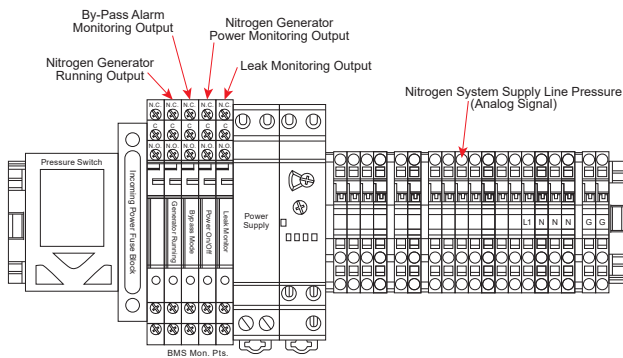 By-Pass Alarm
Monitoring Output
Nitrogen Generator
Power Monitoring Output
Nitrogen Generator
Running Output
Leak Monitoring Output
Nitrogen System Supply Line Pressure
(Analog Signal)
N.C. N.C. N.C. N.C. N.C.
C C C C C
N.O. N.O. N.O. N.O. N.O.
Pressure Switch
Incoming Power Fuse Block
Generator Running
Bypass Mode
Power On/Off
Leak Monitor
Power
Supply
L1 N N N G G
BMS Mon. Pts.